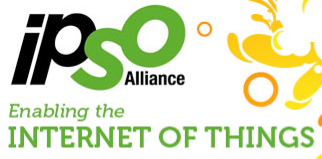 ipso
Alliance
Enabling the
INTERNET OF THINGS